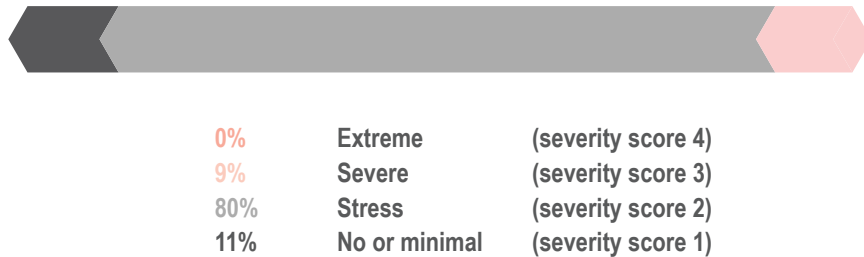 0% Extreme (severity score 4)
9% Severe (severity score 3)
80% Stress (severity score 2)
11% No or minimal (severity score 1)